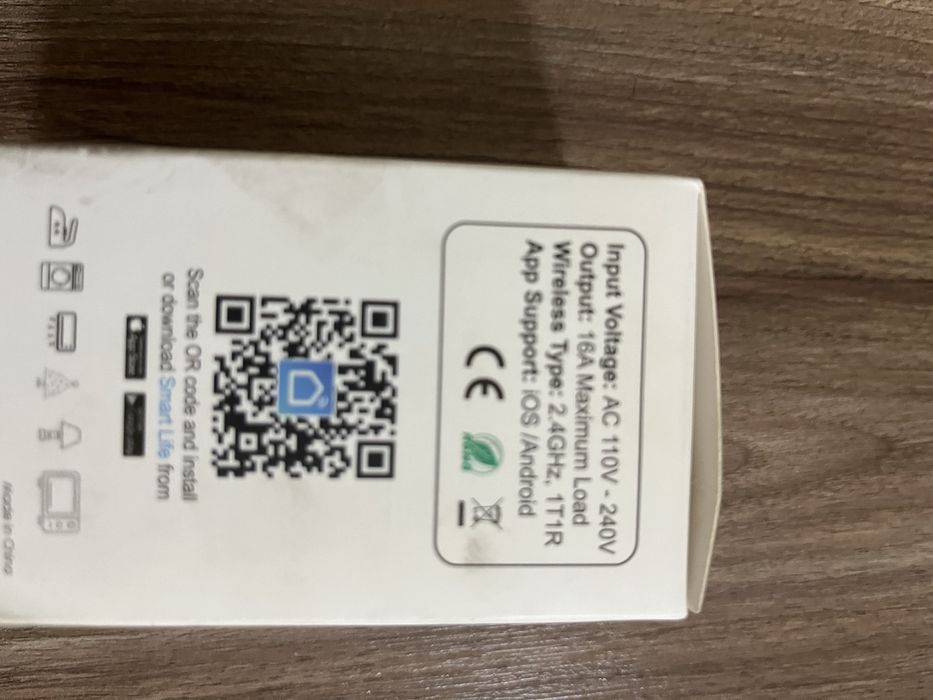 Input Voltage: AC 110V - 240V
Output: 16A Maximum Load
Wireless Type: 2.4GHz, 1T1R
App Support: iOS /Android
CE
Scan the QR code and install
or download Smart Life from
Made in China